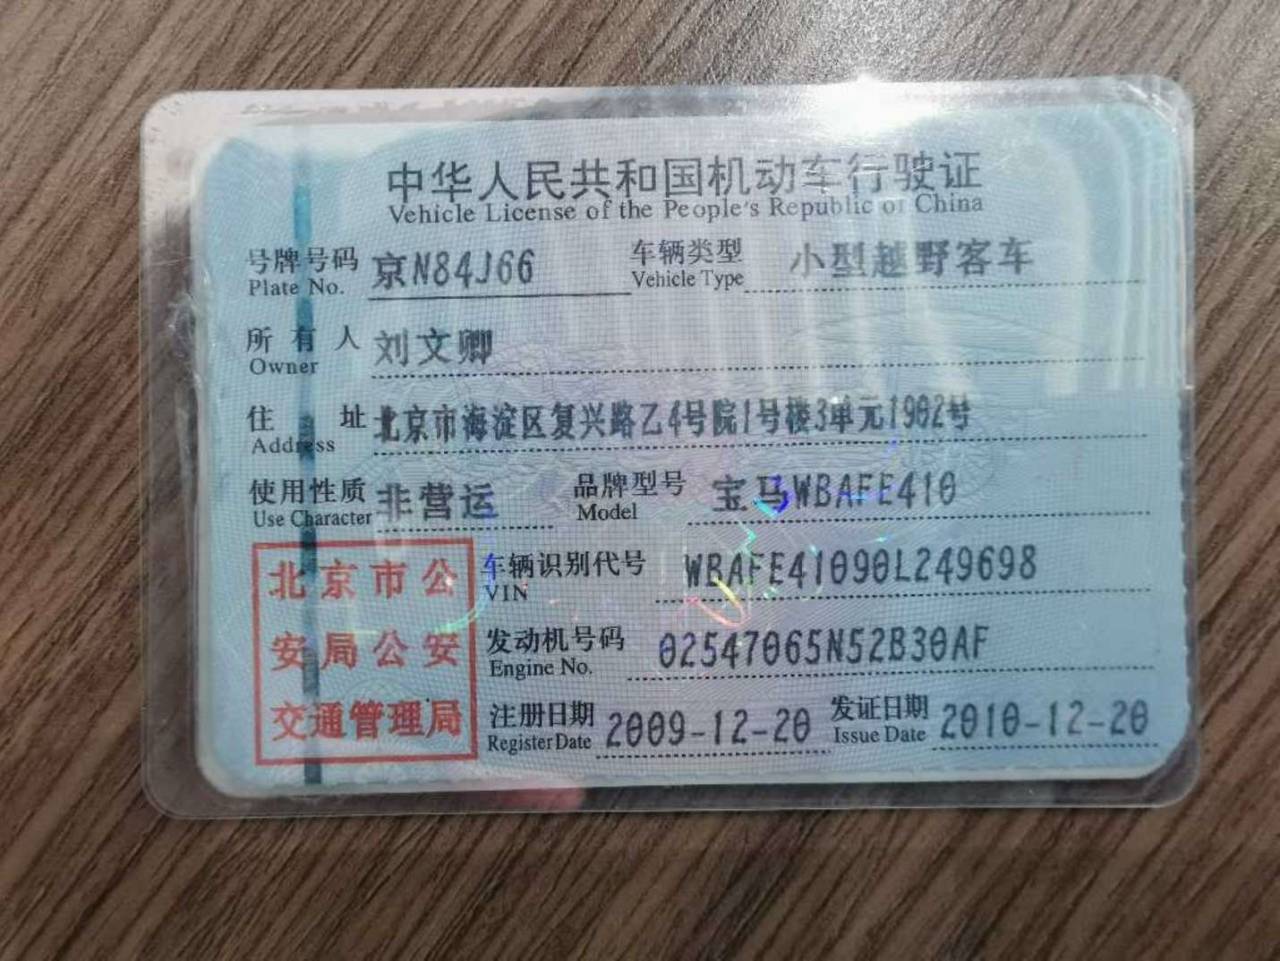 中华人民共和国机动车行驶证
Vehicle License of the People's Republic of China
号牌号码 京N84J66 车辆类型 小型越野客车
Plate No. Vehicle Type
所有人 刘文卿
Owner
住址 北京市海淀区复兴路乙4号院1号楼3单元1902号
Address
使用性质 非营运 品牌型号 宝马WBAFE410
Use Character Model
北京市公 车辆识别代号 WBAFE41090L249698
VIN
安局公安 发动机号码 02547065N52B30AF
Engine No.
交通管理局 注册日期 2009-12-20 发证日期 2010-12-20
Register Date Issue Date